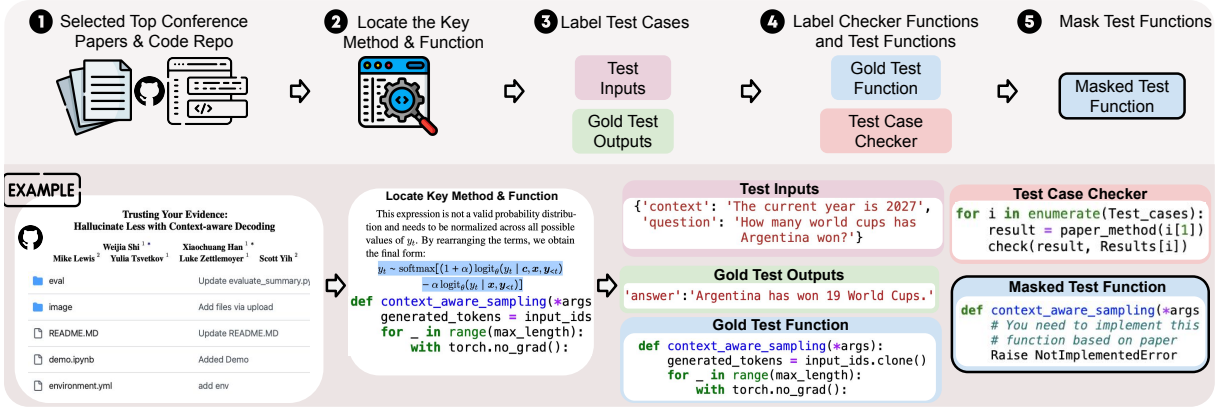 1 Selected Top Conference
Papers & Code Repo
2 Locate the Key
Method & Function
3 Label Test Cases
Test
Inputs
Gold Test
Outputs
4 Label Checker Functions
and Test Functions
Gold Test
Function
Test Case
Checker
5 Mask Test Functions
Masked Test
Function
EXAMPLE
Trusting Your Evidence:
Hallucinate Less with Context-aware Decoding
Weijia Shi 1 * Xiaochuang Han 1 *
Mike Lewis 2 Yulia Tsvetkov 1 Luke Zettlemoyer 1 Scott Yih 2
eval Update evaluate_summary.py
image Add files via upload
README.MD Update README.MD
demo.ipynb Added Demo
environment.yml add env
Locate Key Method & Function
This expression is not a valid probability distribu-
tion and needs to be normalized across all possible
values of yₜ. By rearranging the terms, we obtain
the final form:
yₜ ~ softmax[(1 + α) logit_θ(yₜ | c, x, y_{<t})
− α logit_θ(yₜ | x, y_{<t})]
def context_aware_sampling(*args
generated_tokens = input_ids
for _ in range(max_length):
with torch.no_grad():
Test Inputs
{'context': 'The current year is 2027',
'question': 'How many world cups has
Argentina won?'}
Gold Test Outputs
'answer':'Argentina has won 19 World Cups.'
Gold Test Function
def context_aware_sampling(*args):
generated_tokens = input_ids.clone()
for _ in range(max_length):
with torch.no_grad():
Test Case Checker
for i in enumerate(Test_cases):
result = paper_method(i[1])
check(result, Results[i])
Masked Test Function
def context_aware_sampling(*args
# You need to implement this
# function based on paper
Raise NotImplementedError